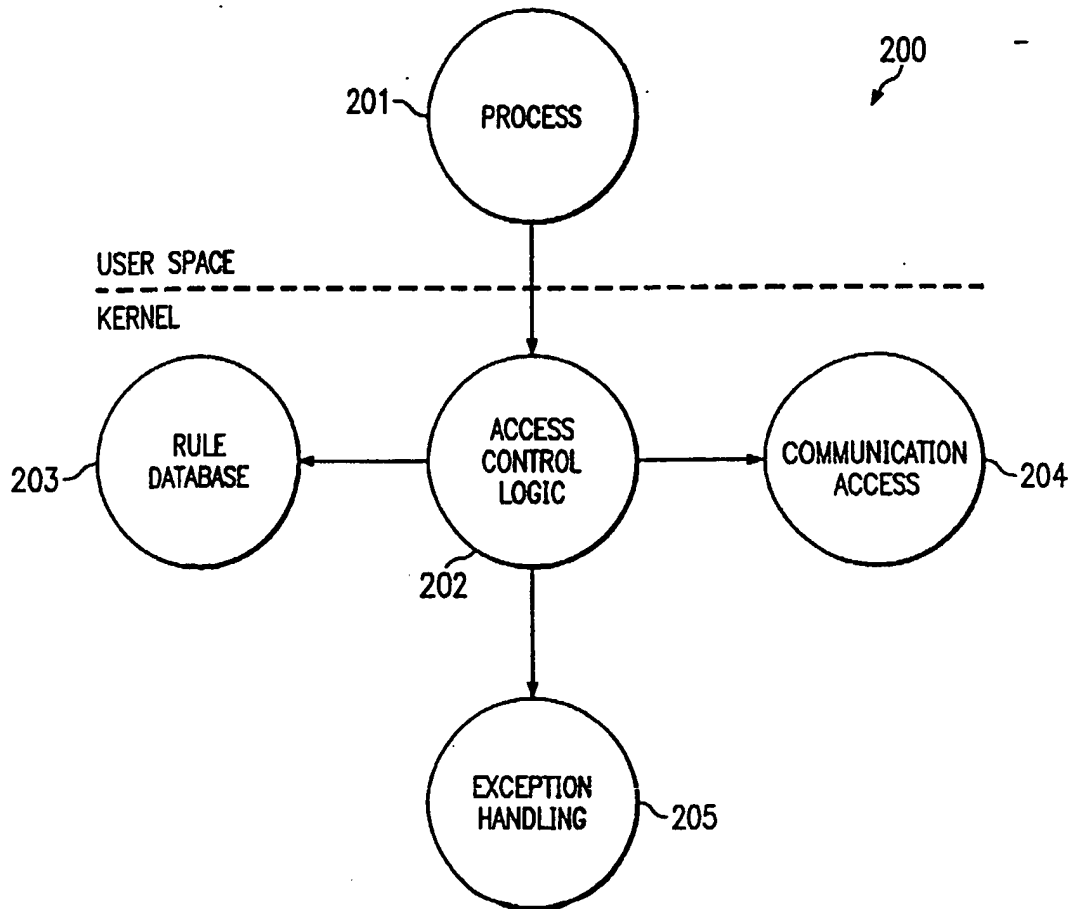 200
201
PROCESS
USER SPACE
KERNEL
RULE
DATABASE
203
ACCESS
CONTROL
LOGIC
202
COMMUNICATION
ACCESS
204
EXCEPTION
HANDLING
205